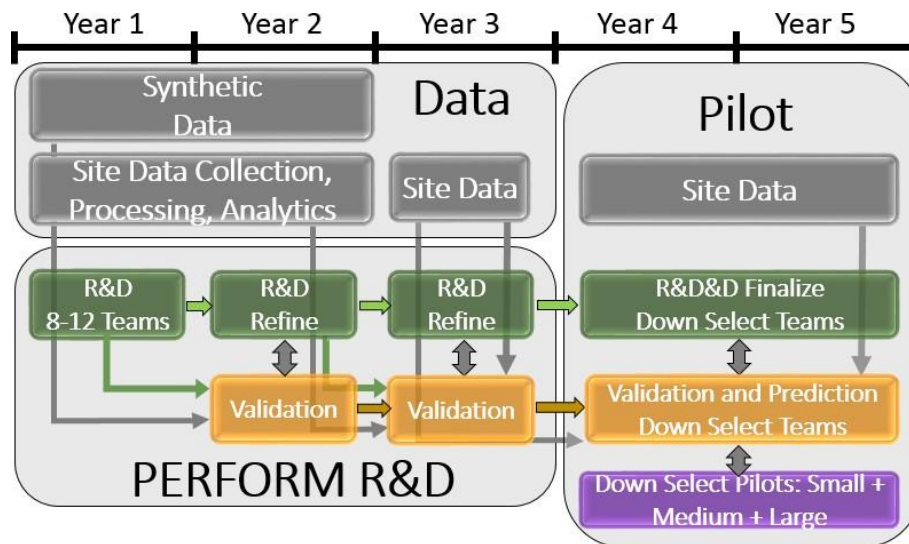 Year 1 Year 2 Year 3 Year 4 Year 5
Synthetic
Data
Data
Pilot
Site Data Collection,
Processing, Analytics
Site Data
Site Data
R&D
8-12 Teams
R&D
Refine
R&D
Refine
R&D&D Finalize
Down Select Teams
Validation
Validation
Validation and Prediction
Down Select Teams
PERFORM R&D
Down Select Pilots: Small +
Medium + Large